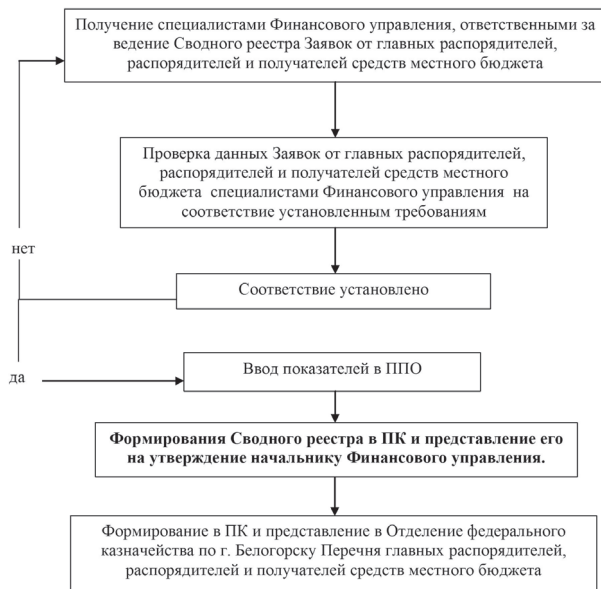 Получение специалистами Финансового управления, ответственными за
ведение Сводного реестра Заявок от главных распорядителей,
распорядителей и получателей средств местного бюджета
Проверка данных Заявок от главных распорядителей,
распорядителей и получателей средств местного
бюджета специалистами Финансового управления на
соответствие установленным требованиям
нет
Соответствие установлено
да
Ввод показателей в ППО
Формирования Сводного реестра в ПК и представление его
на утверждение начальнику Финансового управления.
Формирование в ПК и представление в Отделение федерального
казначейства по г. Белогорску Перечня главных распорядителей,
распорядителей и получателей средств местного бюджета